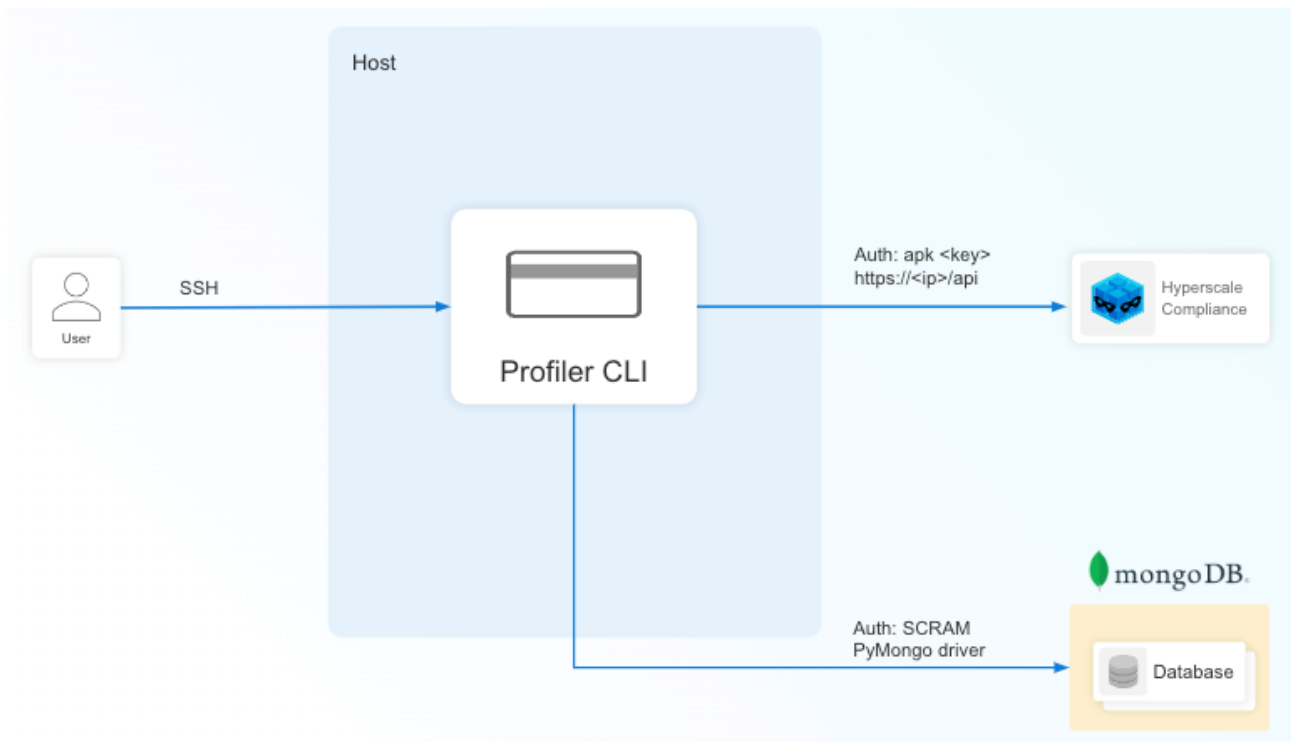 Host
SSH
User
Profiler CLI
Auth: apk <key>
https://<ip>/api
Hyperscale
Compliance
mongoDB®
Auth: SCRAM
PyMongo driver
Database